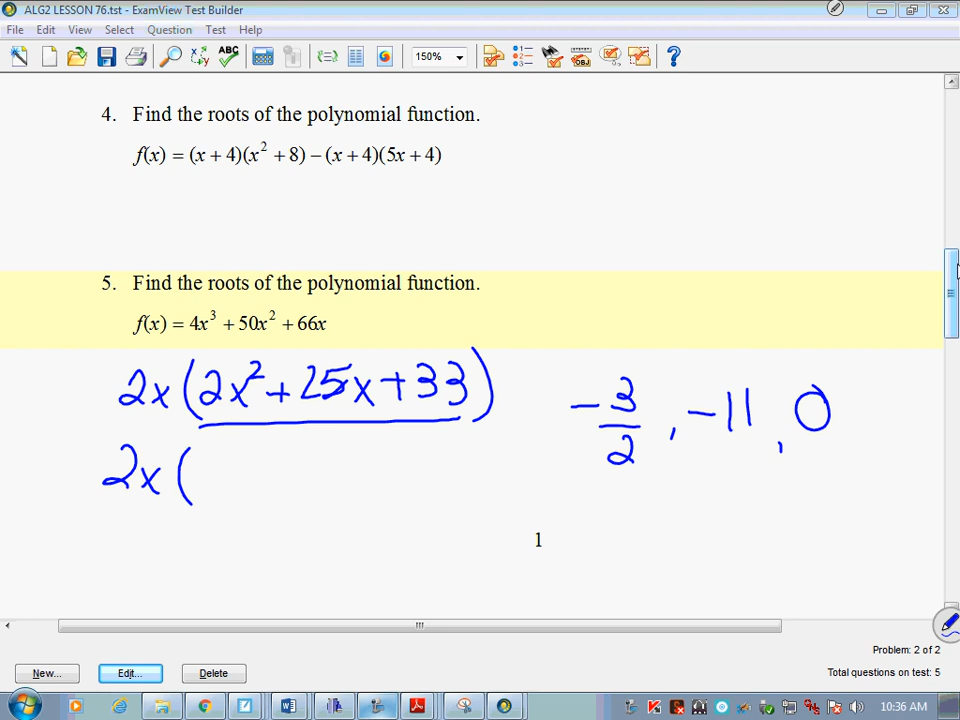 ALG2 LESSON 76.tst - ExamView Test Builder
File Edit View Select Question Test Help
150%
4. Find the roots of the polynomial function.
f(x) = (x + 4)(x² + 8) – (x + 4)(5x + 4)
5. Find the roots of the polynomial function.
f(x) = 4x³ + 50x² + 66x
2x(2x² + 25x + 33)
-3/2, -11, 0
2x(
1
Problem: 2 of 2
New... Edit... Delete
Total questions on test: 5
10:36 AM